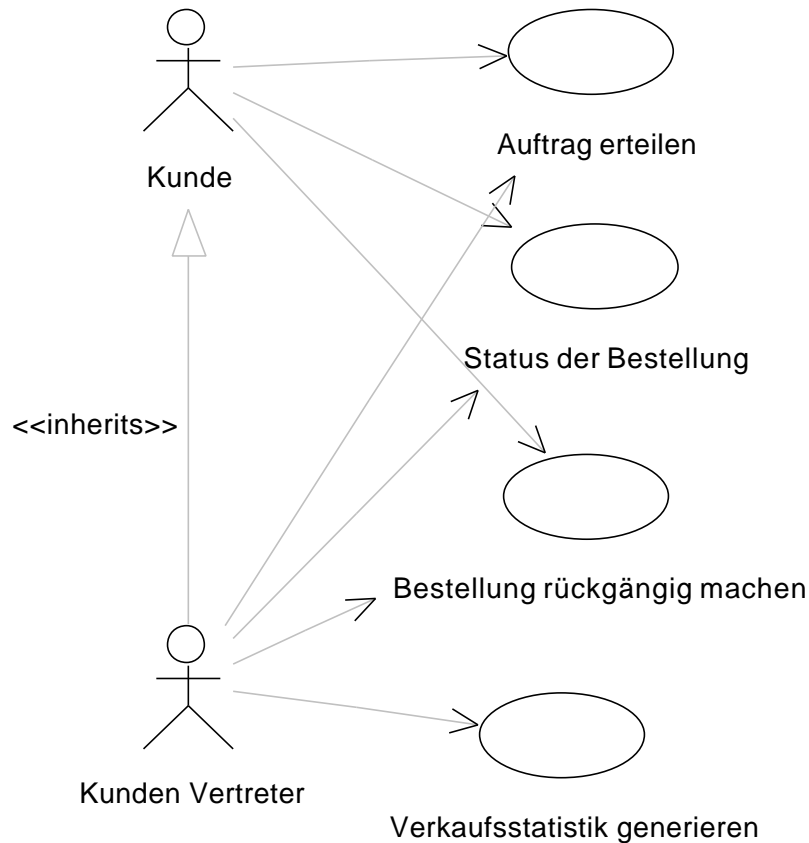 Auftrag erteilen
Kunde
Status der Bestellung
<<inherits>>
Bestellung rückgängig machen
Kunden Vertreter
Verkaufsstatistik generieren